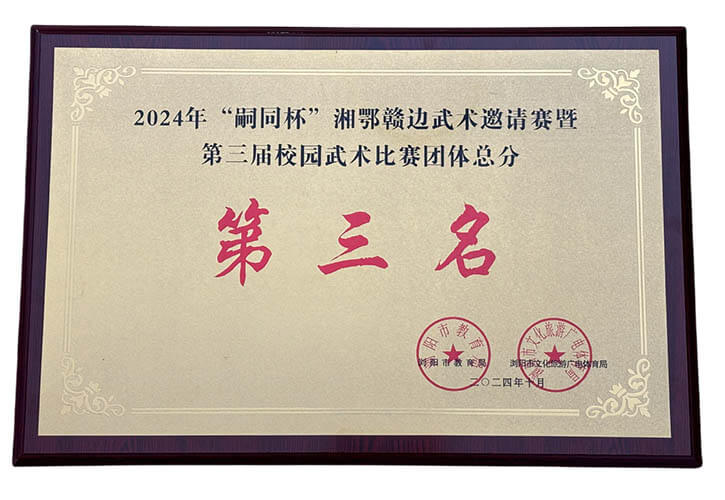 2024年“嗣同杯”湘鄂赣边武术邀请赛暨
第三届校园武术比赛团体总分
第三名
浏阳市教育局
浏阳市文化旅游广电体育局
二〇二四年十月